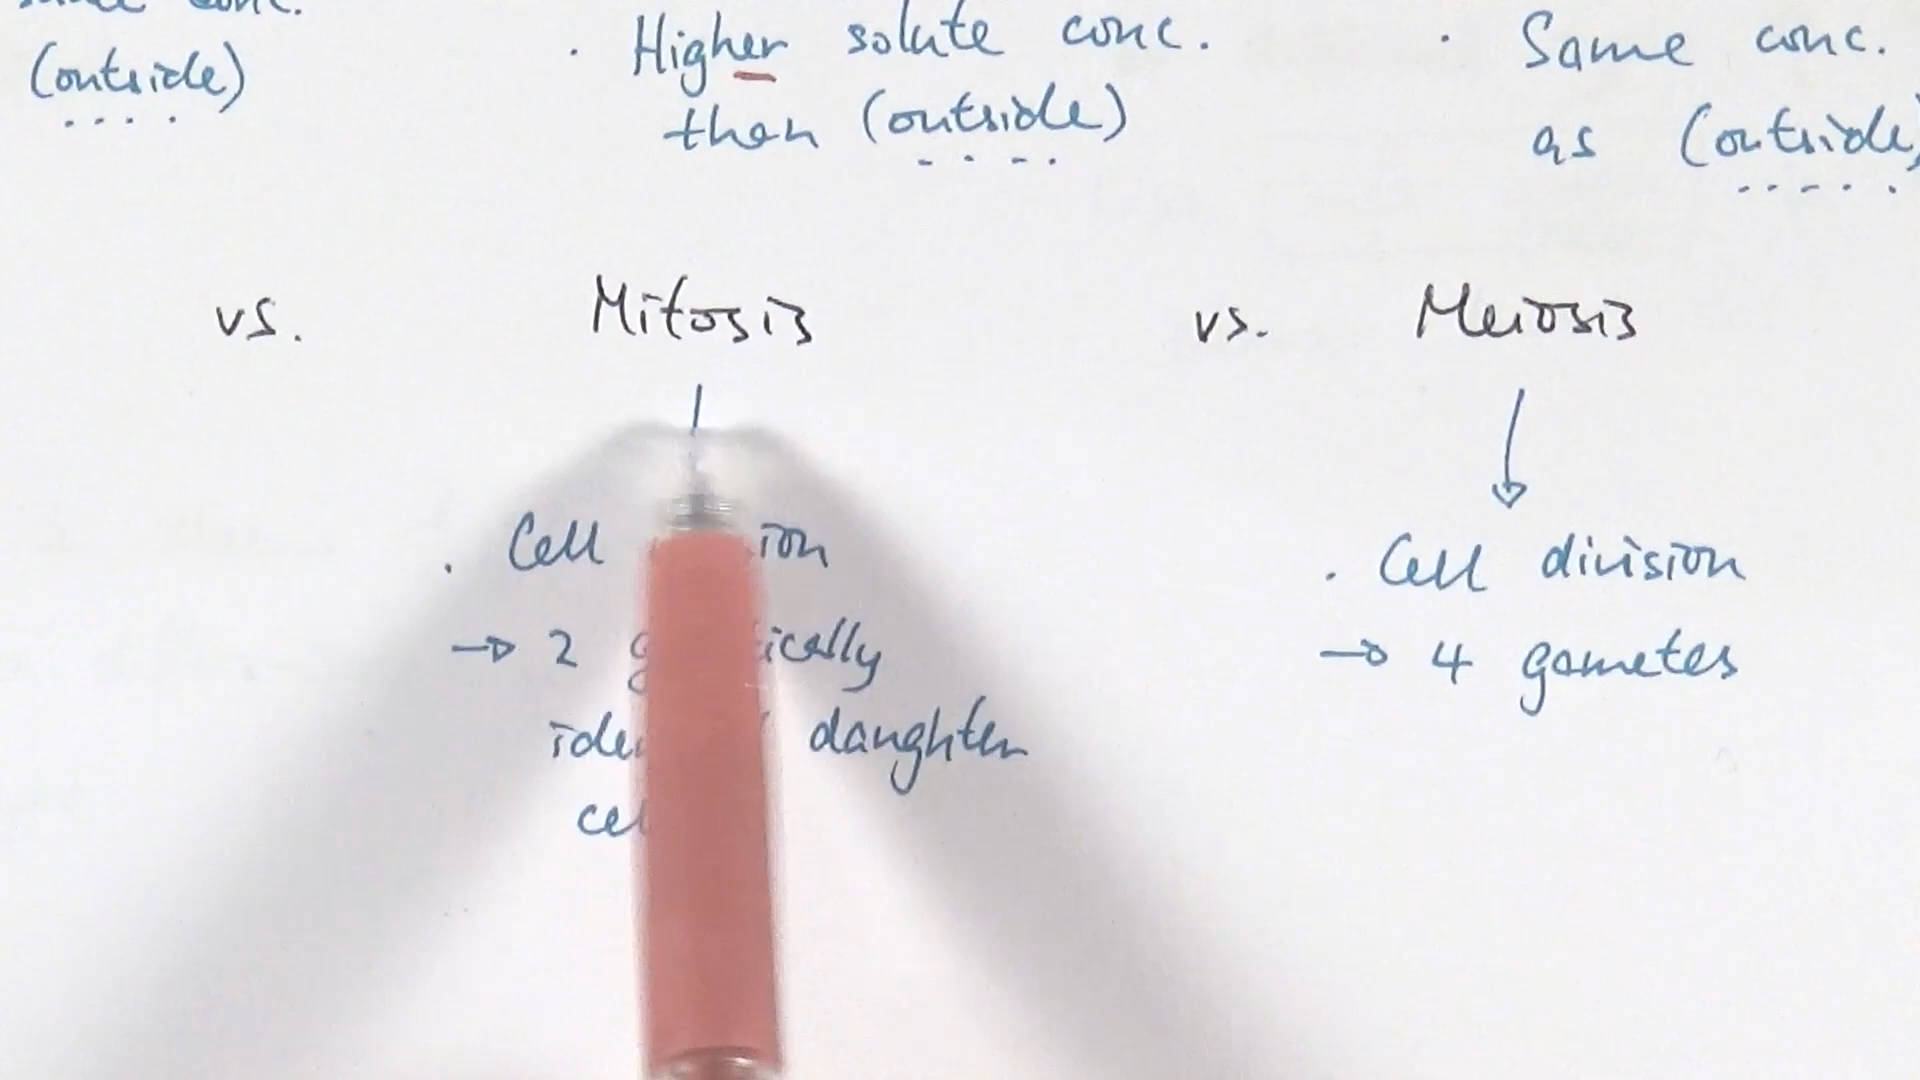 (outside)
· Higher solute conc.
than (outside)
· Same conc.
as (outside)
vs.
Mitosis
vs.
Meiosis
. Cell
→ 2
daughter
. Cell division
→ 4 gametes